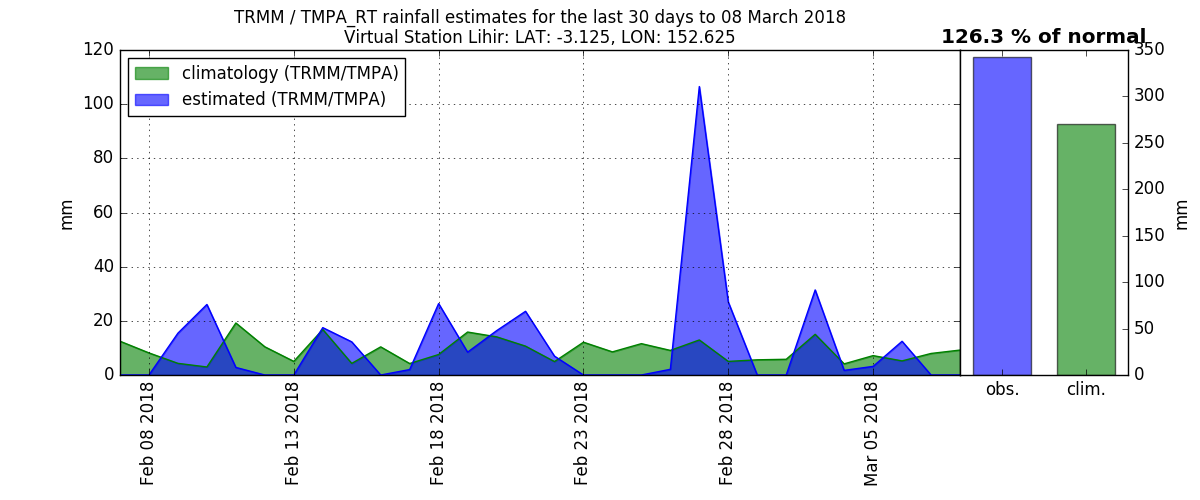 TRMM / TMPA_RT rainfall estimates for the last 30 days to 08 March 2018
Virtual Station Lihir: LAT: -3.125, LON: 152.625
126.3 % of normal
climatology (TRMM/TMPA)
estimated (TRMM/TMPA)
mm
120
100
80
60
40
20
0
Feb 08 2018
Feb 13 2018
Feb 18 2018
Feb 23 2018
Feb 28 2018
Mar 05 2018
obs.
clim.
350
300
250
200
150
100
50
0
mm